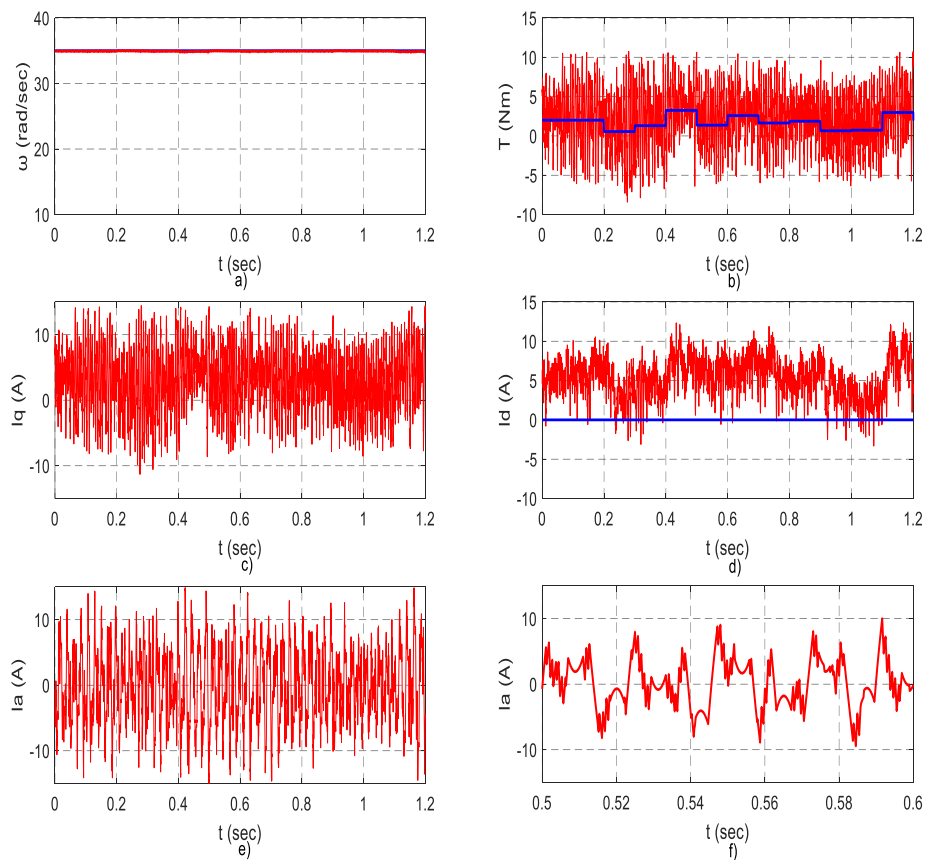 40
30
20
10
ω (rad/sec)
0 0.2 0.4 0.6 0.8 1 1.2
t (sec)
a)
15
10
5
0
-5
-10
T (Nm)
0 0.2 0.4 0.6 0.8 1 1.2
t (sec)
b)
10
0
-10
Iq (A)
0 0.2 0.4 0.6 0.8 1 1.2
t (sec)
c)
15
10
5
0
-5
-10
Id (A)
0 0.2 0.4 0.6 0.8 1 1.2
t (sec)
d)
10
0
-10
Ia (A)
0 0.2 0.4 0.6 0.8 1 1.2
t (sec)
e)
10
0
-10
Ia (A)
0.5 0.52 0.54 0.56 0.58 0.6
t (sec)
f)